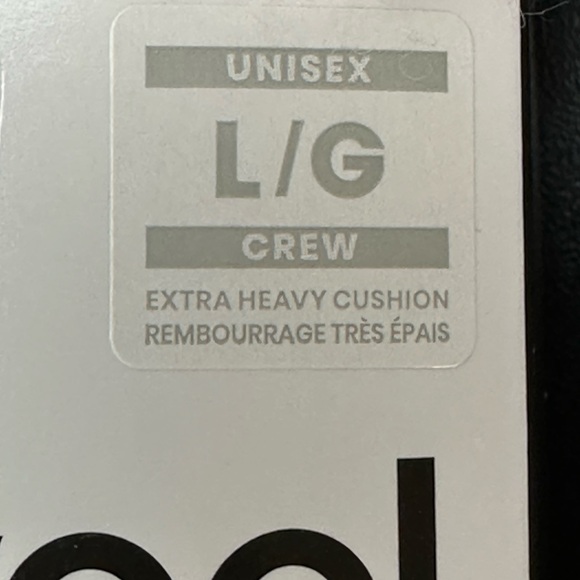 UNISEX
L/G
CREW
EXTRA HEAVY CUSHION
REMBOURRAGE TRÈS ÉPAIS